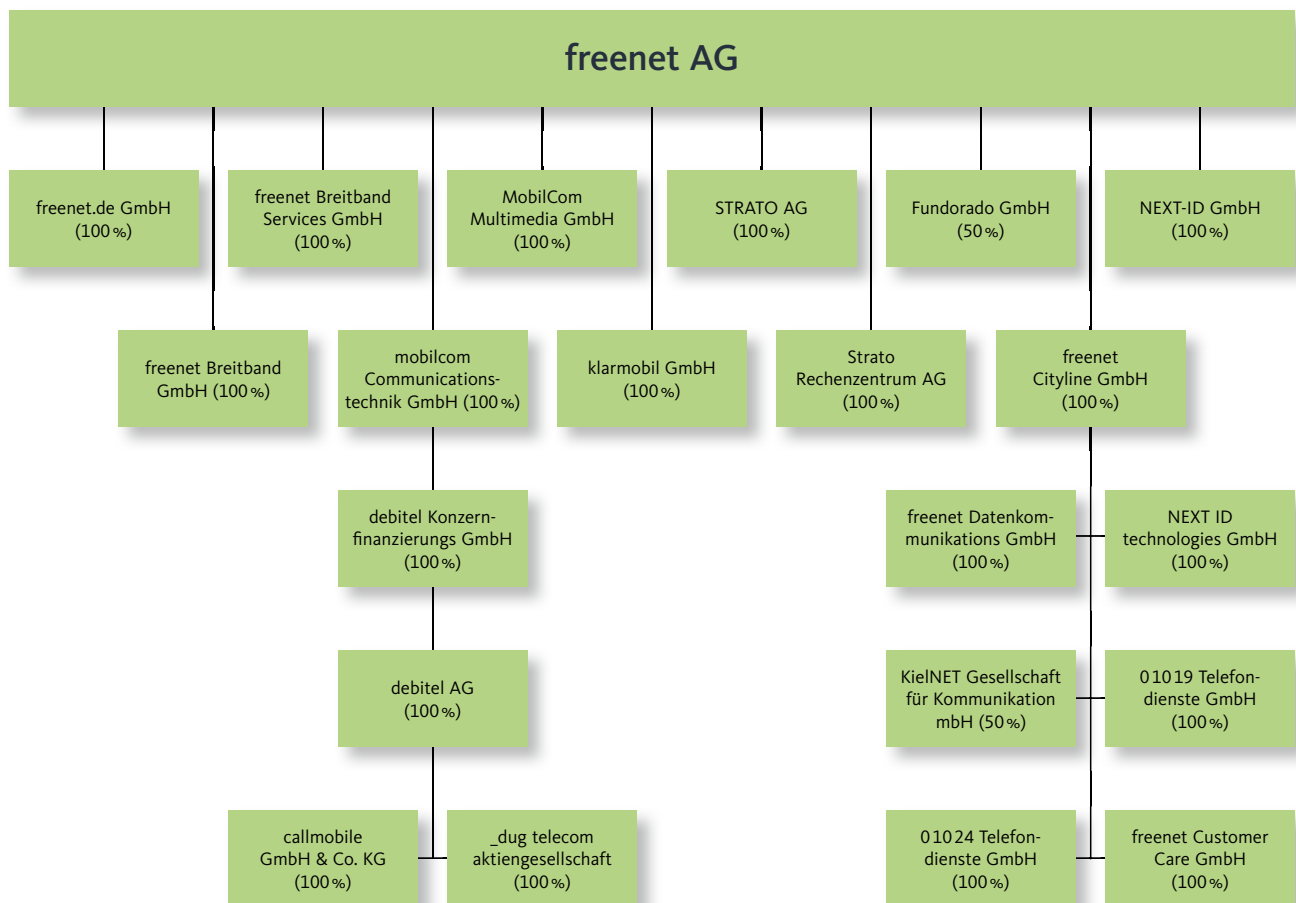 freenet AG
freenet.de GmbH
(100 %)
freenet Breitband
Services GmbH
(100 %)
MobilCom
Multimedia GmbH
(100 %)
STRATO AG
(100 %)
Fundorado GmbH
(50 %)
NEXT-ID GmbH
(100 %)
freenet Breitband
GmbH (100 %)
mobilcom
Communications-
technik GmbH (100 %)
klarmobil GmbH
(100 %)
Strato
Rechenzentrum AG
(100 %)
freenet
Cityline GmbH
(100 %)
debitel Konzern-
finanzierungs GmbH
(100 %)
freenet Datenkom-
munikations GmbH
(100 %)
NEXT ID
technologies GmbH
(100 %)
debitel AG
(100 %)
KielNET Gesellschaft
für Kommunikation
mbH (50 %)
01019 Telefon-
dienste GmbH
(100 %)
callmobile
GmbH & Co. KG
(100 %)
_dug telecom
aktiengesellschaft
(100 %)
01024 Telefon-
dienste GmbH
(100 %)
freenet Customer
Care GmbH
(100 %)